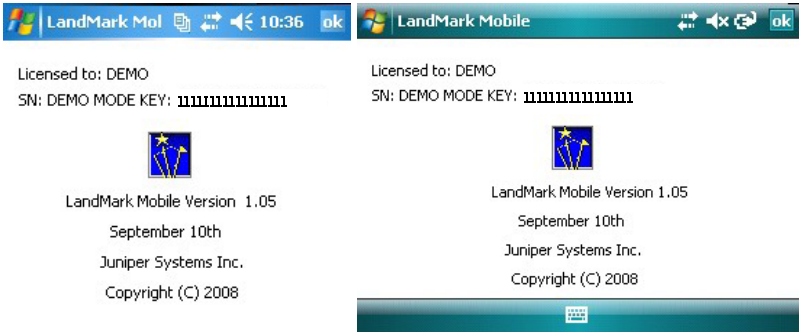 LandMark Mol 10:36 ok
Licensed to: DEMO
SN: DEMO MODE KEY: 1111111111111111
LandMark Mobile Version 1.05
September 10th
Juniper Systems Inc.
Copyright (C) 2008
LandMark Mobile ok
Licensed to: DEMO
SN: DEMO MODE KEY: 1111111111111111
LandMark Mobile Version 1.05
September 10th
Juniper Systems Inc.
Copyright (C) 2008